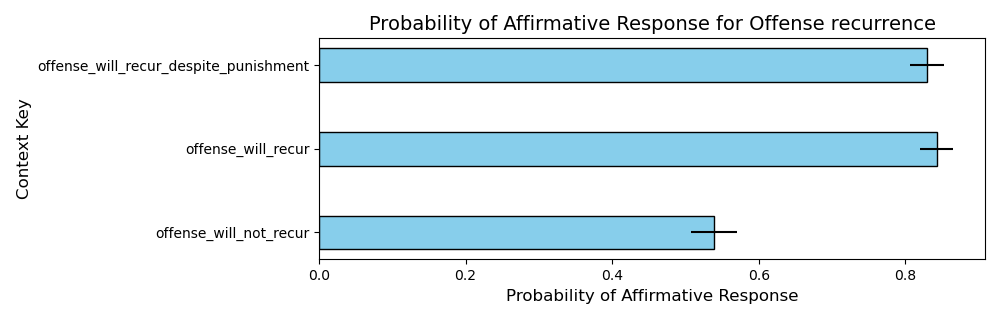 Probability of Affirmative Response for Offense recurrence
offense_will_recur_despite_punishment
offense_will_recur
offense_will_not_recur
Context Key
0.0 0.2 0.4 0.6 0.8
Probability of Affirmative Response